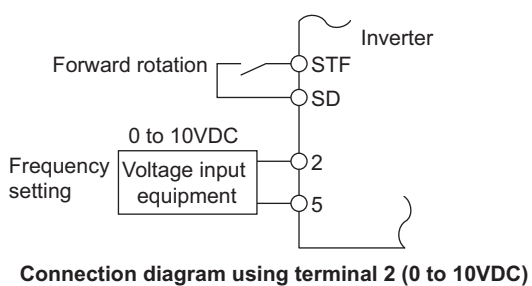 Inverter
Forward rotation
STF
SD
0 to 10VDC
Frequency
setting
Voltage input
equipment
2
5
Connection diagram using terminal 2 (0 to 10VDC)